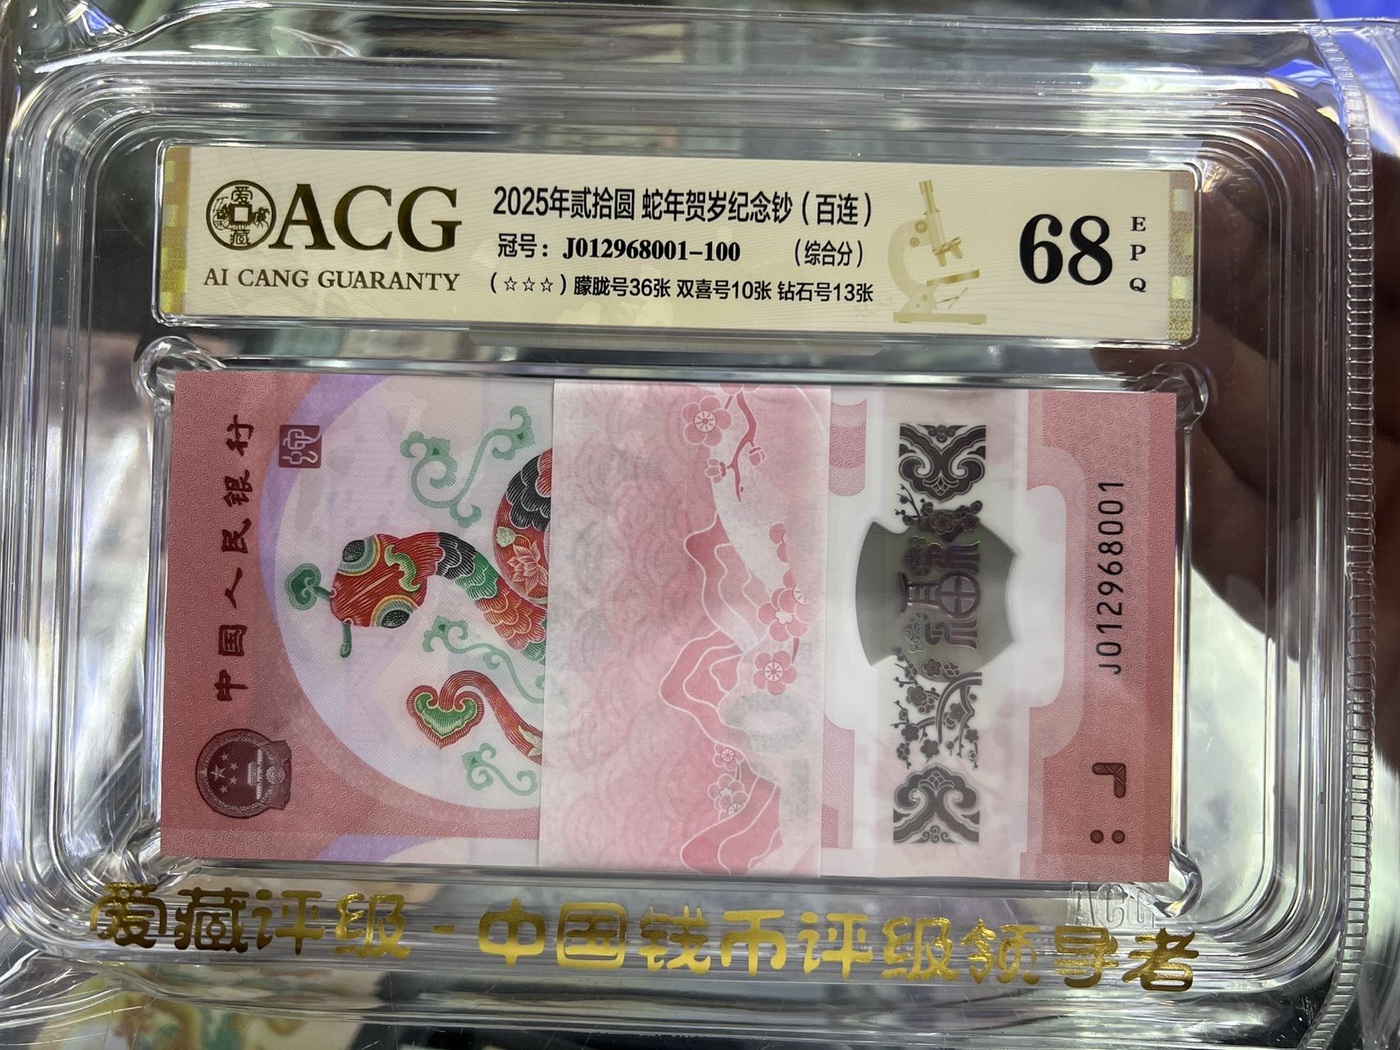 爱藏
ACG
AI CANG GUARANTY
2025年贰拾圆 蛇年贺岁纪念钞（百连）
冠号：J012968001-100 （综合分）
（☆☆☆）朦胧号36张 双喜号10张 钻石号13张
68
EPQ
中国人民银行
J012968001
20
ACG
爱藏评级-中国钱币评级领导者